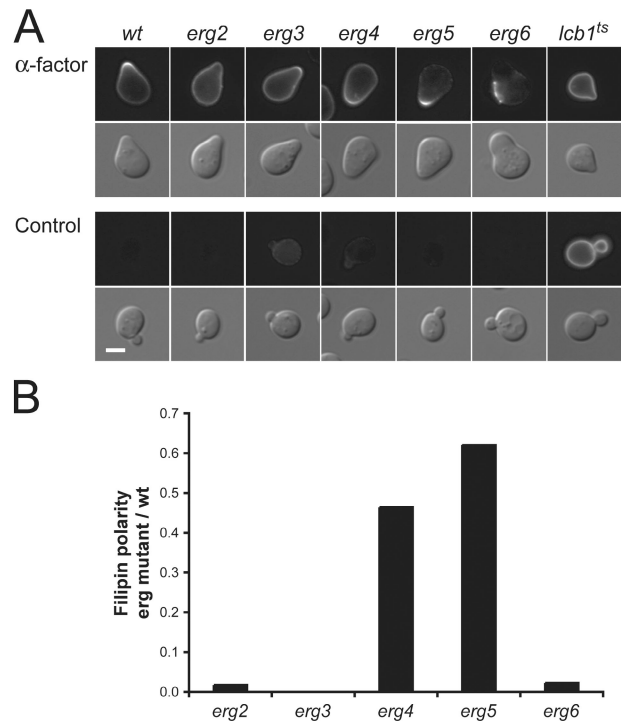 A
wt erg2 erg3 erg4 erg5 erg6 lcb1ts
α-factor
Control
B
Filipin polarity
erg mutant / wt
0.7
0.6
0.5
0.4
0.3
0.2
0.1
0.0
erg2 erg3 erg4 erg5 erg6